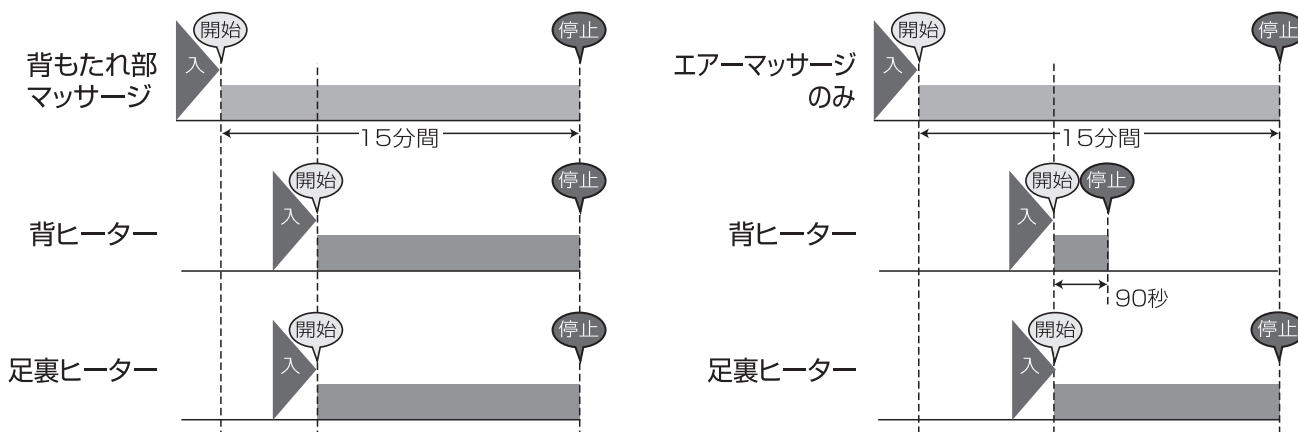 開始
停止
背もたれ部
マッサージ
入
15分間
開始
停止
背ヒーター
入
開始
停止
足裏ヒーター
入
開始
停止
エアーマッサージ
のみ
入
15分間
開始
停止
背ヒーター
入
90秒
開始
停止
足裏ヒーター
入